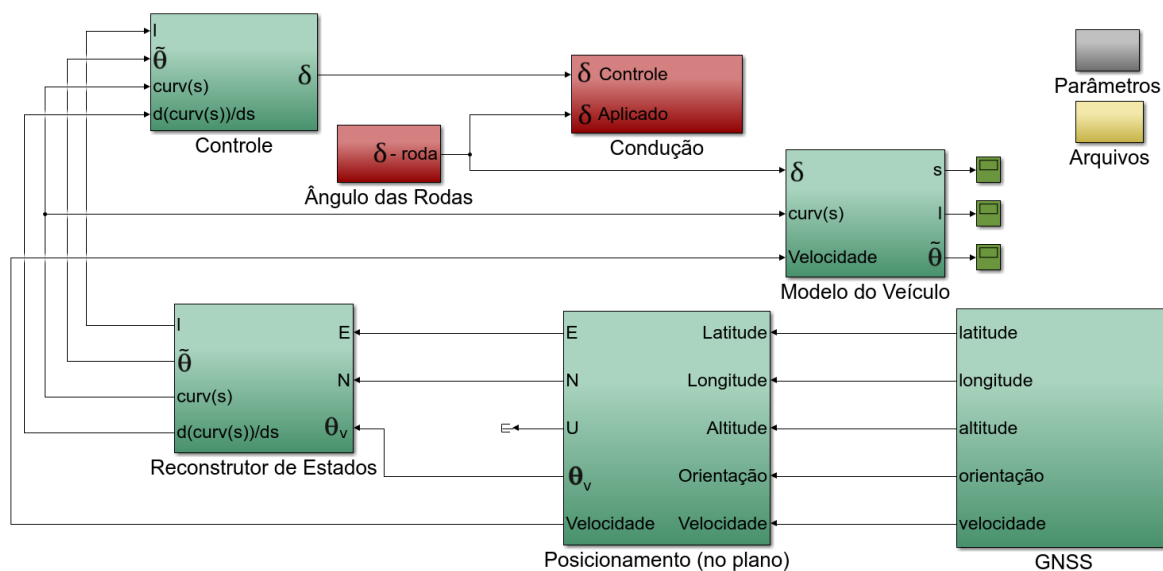 l
θ̃
curv(s)
d(curv(s))/ds
δ
Controle
δ Controle
δ Aplicado
Condução
δ - roda
Ângulo das Rodas
Parâmetros
Arquivos
δ
curv(s)
Velocidade
s
l
θ̃
Modelo do Veículo
l
θ̃
curv(s)
d(curv(s))/ds
E
N
θv
Reconstrutor de Estados
E
N
U
θv
Velocidade
Latitude
Longitude
Altitude
Orientação
Velocidade
Posicionamento (no plano)
latitude
longitude
altitude
orientação
velocidade
GNSS